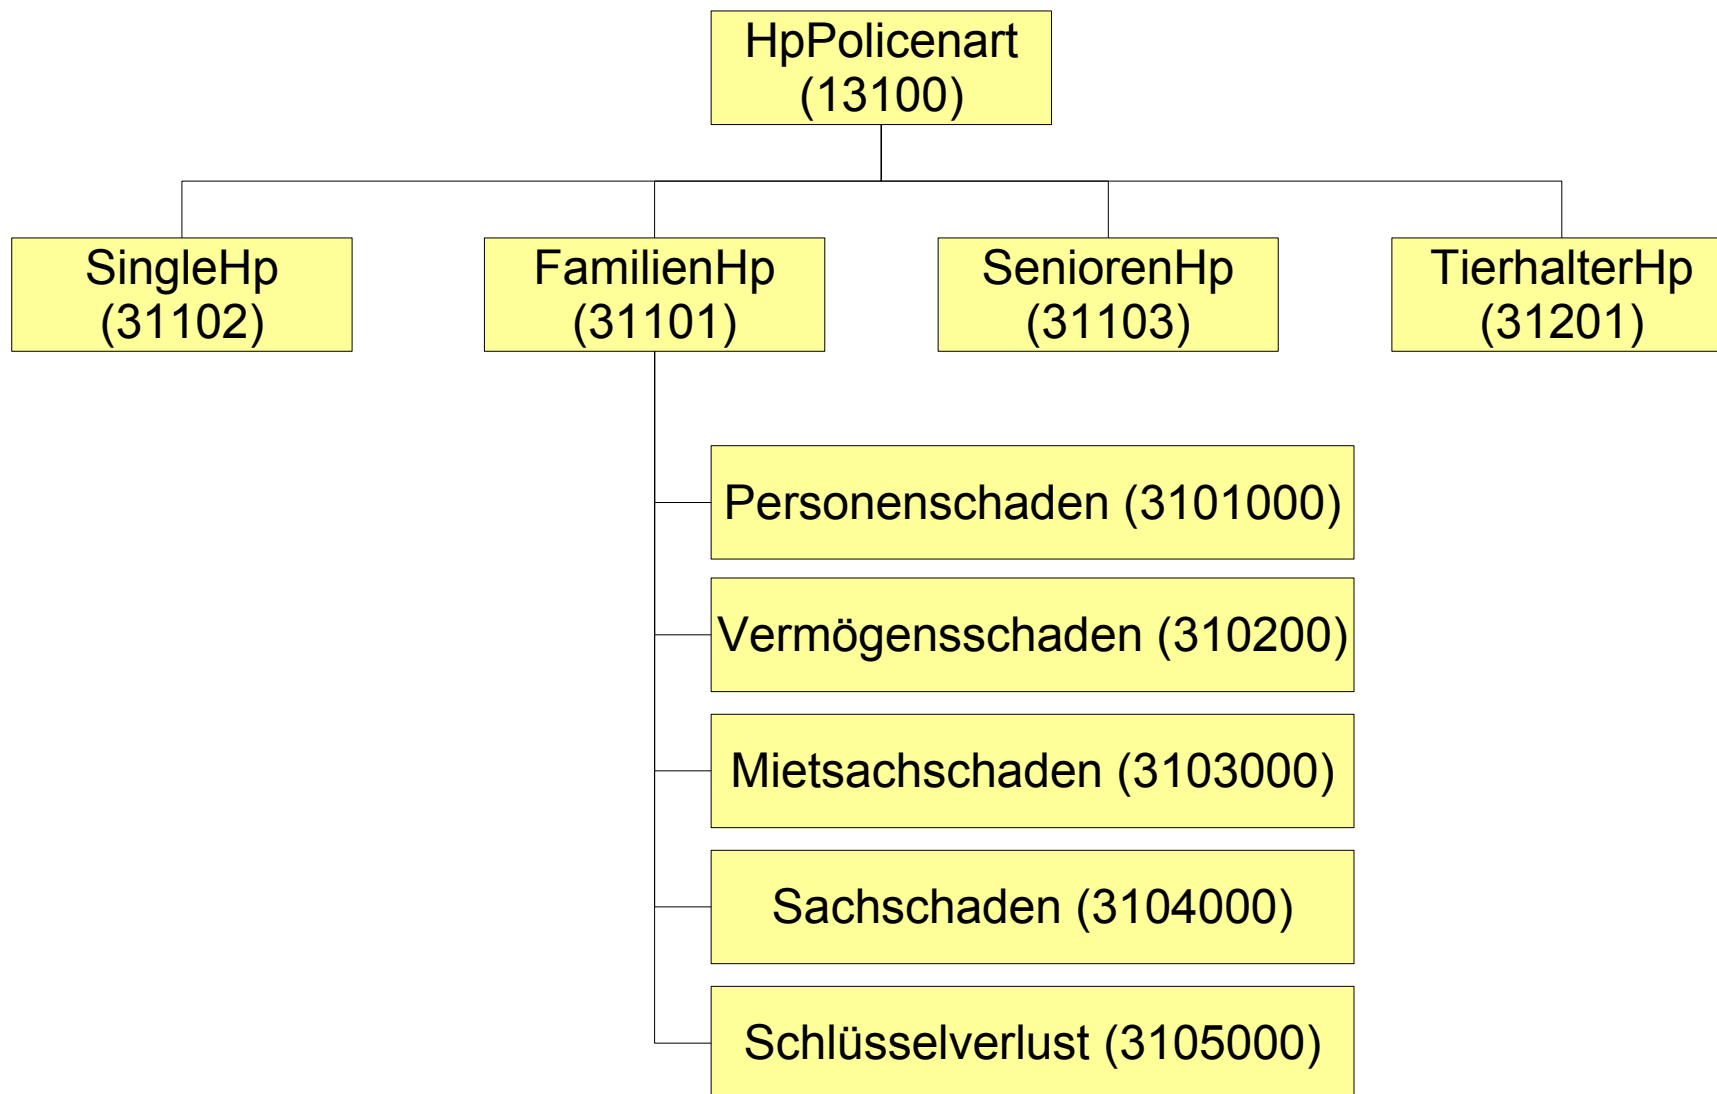 HpPolicenart
(13100)
SingleHp
(31102)
FamilienHp
(31101)
SeniorenHp
(31103)
TierhalterHp
(31201)
Personenschaden (3101000)
Vermögensschaden (310200)
Mietsachschaden (3103000)
Sachschaden (3104000)
Schlüsselverlust (3105000)